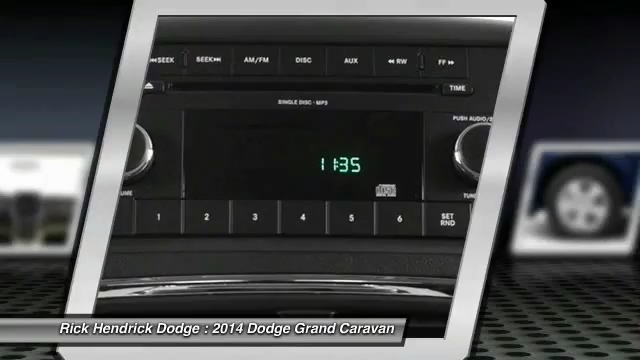 SEEK SEEK AM/FM DISC AUX RW FF
TIME
SINGLE DISC - MP3
PUSH AUDIO/
11:35
1 2 3 4 5 6 SET RND
Rick Hendrick Dodge : 2014 Dodge Grand Caravan